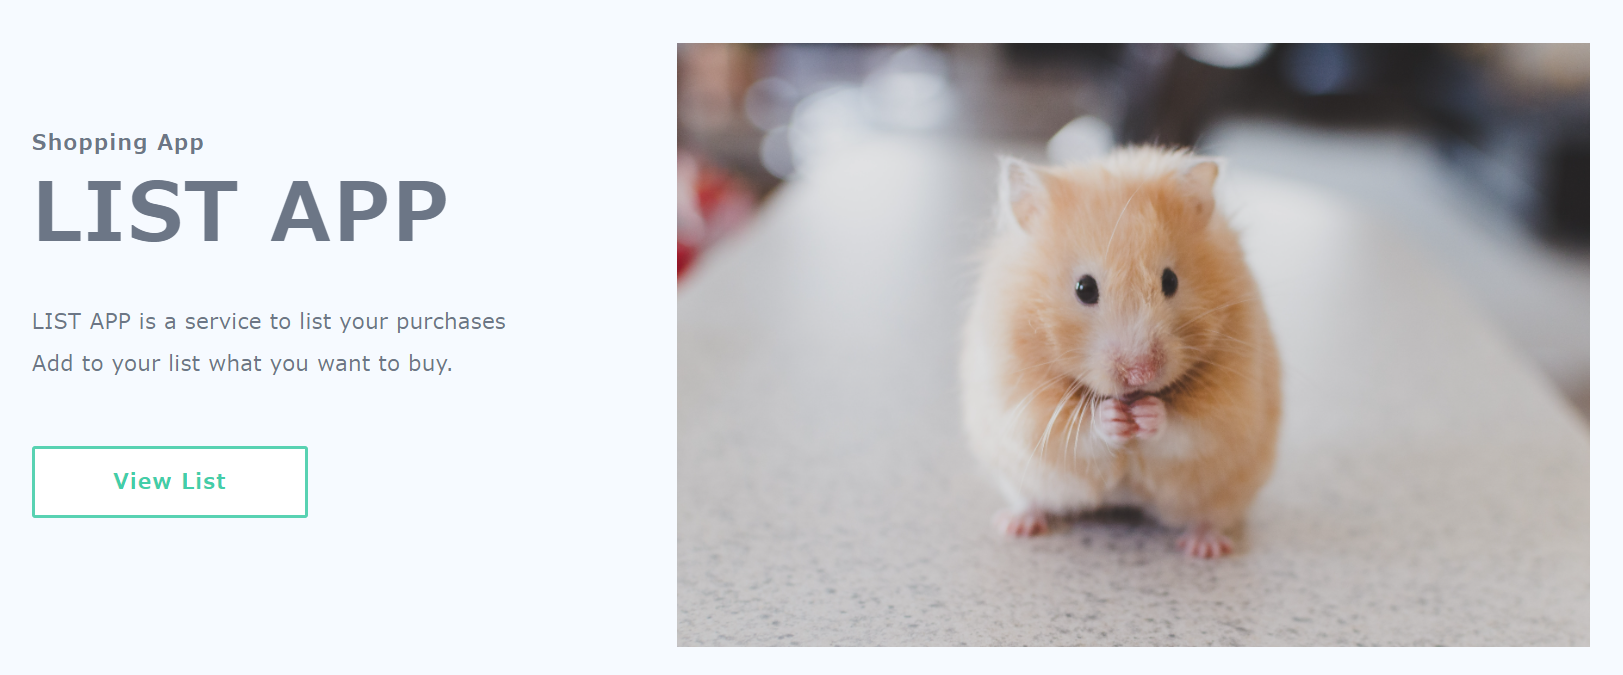 Shopping App
LIST APP
LIST APP is a service to list your purchases
Add to your list what you want to buy.
View List